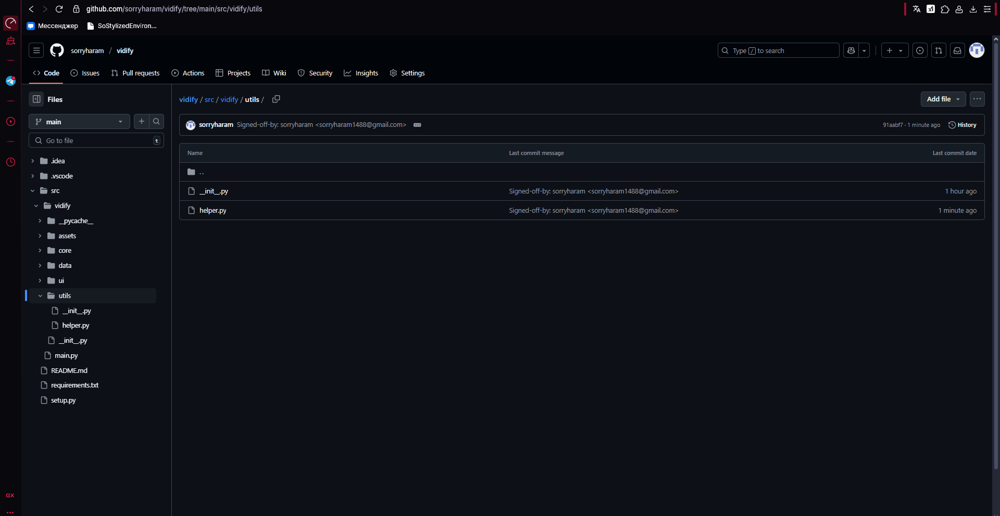 github.com/sorryharam/vidify/tree/main/src/vidify/utils
Мессенджер
SoStylizedEnviron...
sorryharam / vidify
Type / to search
Code
Issues
Pull requests
Actions
Projects
Wiki
Security
Insights
Settings
Files
main
Go to file
t
.idea
.vscode
src
vidify
__pycache__
assets
core
data
ui
utils
__init__.py
helper.py
__init__.py
main.py
README.md
requirements.txt
setup.py
GX
vidify / src / vidify / utils /
Add file
sorryharam Signed-off-by: sorryharam <sorryharam1488@gmail.com>
91aabf7 · 1 minute ago
History
Name Last commit message Last commit date
..
__init__.py Signed-off-by: sorryharam <sorryharam1488@gmail.com> 1 hour ago
helper.py Signed-off-by: sorryharam <sorryharam1488@gmail.com> 1 minute ago